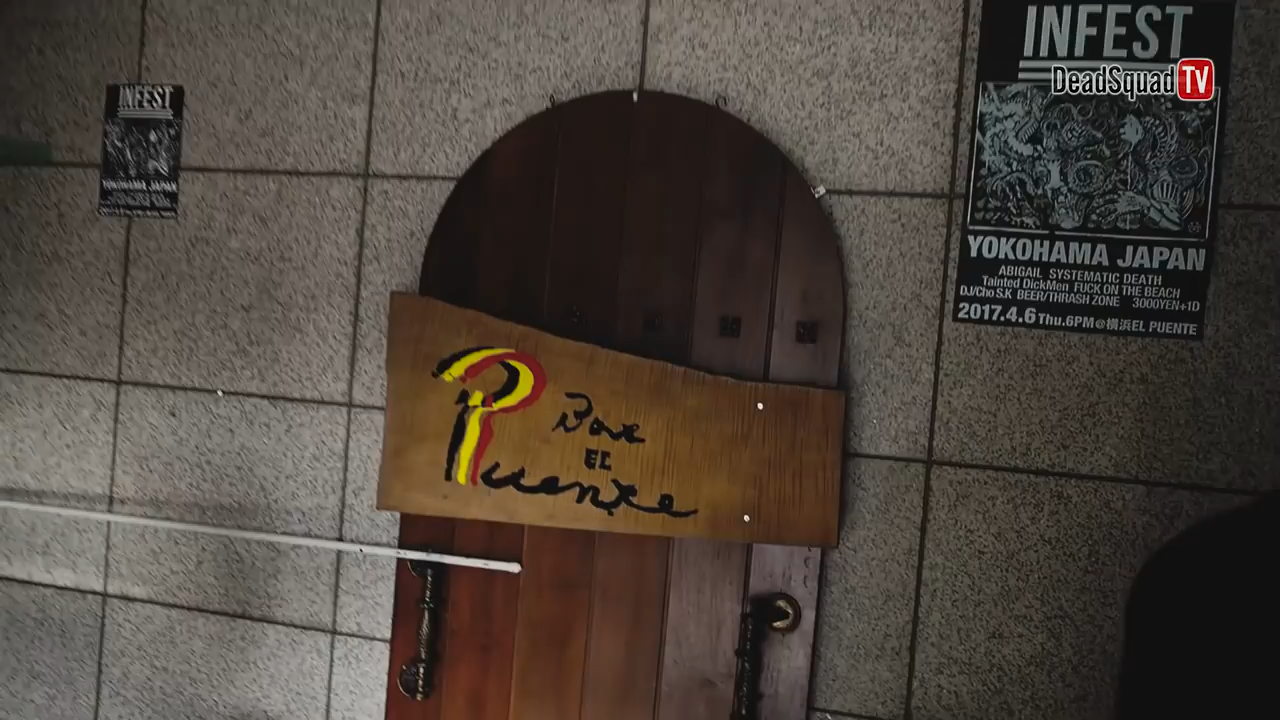 INFEST
YOKOHAMA JAPAN
Bar
EL
Puente
INFEST
DeadSquad TV
YOKOHAMA JAPAN
ABIGAIL SYSTEMATIC DEATH
Tainted DickMen FUCK ON THE BEACH
DJ/Cho S.K BEER/THRASH ZONE 3000YEN+1D
2017.4.6 Thu. 6PM@横浜EL PUENTE